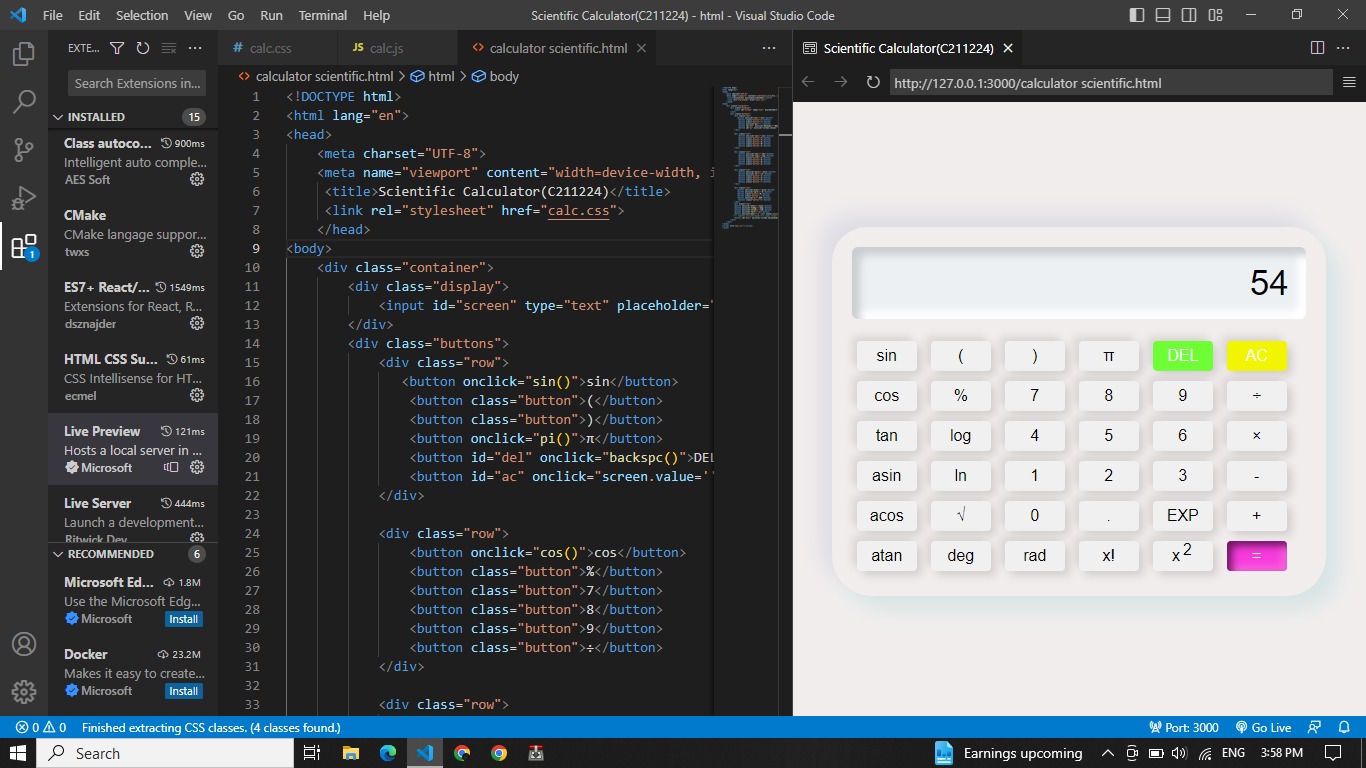 File Edit Selection View Go Run Terminal Help
Scientific Calculator(C211224) - html - Visual Studio Code
EXTE...
Search Extensions in...
INSTALLED 15
Class autoco... 900ms
Intelligent auto comple...
AES Soft
CMake
CMake langage suppor...
twxs
ES7+ React/... 1549ms
Extensions for React, R...
dsznajder
HTML CSS Su... 61ms
CSS Intellisense for HT...
ecmel
Live Preview 121ms
Hosts a local server in ...
Microsoft
Live Server 444ms
Launch a development...
Ritwick Dey
RECOMMENDED 6
Microsoft Ed... 1.8M
Use the Microsoft Edg...
Microsoft Install
Docker 23.2M
Makes it easy to create...
Microsoft Install
1
# calc.css JS calc.js <> calculator scientific.html
<> calculator scientific.html > html > body
1 <!DOCTYPE html>
2 <html lang="en">
3 <head>
4 <meta charset="UTF-8">
5 <meta name="viewport" content="width=device-width, i
6 <title>Scientific Calculator(C211224)</title>
7 <link rel="stylesheet" href="calc.css">
8 </head>
9 <body>
10 <div class="container">
11 <div class="display">
12 <input id="screen" type="text" placeholder="
13 </div>
14 <div class="buttons">
15 <div class="row">
16 <button onclick="sin()">sin</button>
17 <button class="button">(</button>
18 <button class="button">)</button>
19 <button onclick="pi()">π</button>
20 <button id="del" onclick="backspc()">DEL
21 <button id="ac" onclick="screen.value='
22 </div>
23
24 <div class="row">
25 <button onclick="cos()">cos</button>
26 <button class="button">%</button>
27 <button class="button">7</button>
28 <button class="button">8</button>
29 <button class="button">9</button>
30 <button class="button">÷</button>
31 </div>
32
33 <div class="row">
Scientific Calculator(C211224)
http://127.0.0.1:3000/calculator scientific.html
54
sin ( ) π DEL AC
cos % 7 8 9 ÷
tan log 4 5 6 ×
asin ln 1 2 3 -
acos √ 0 . EXP +
atan deg rad x! x 2 =
0 0 Finished extracting CSS classes. (4 classes found.) Port: 3000 Go Live
Search Earnings upcoming ENG 3:58 PM